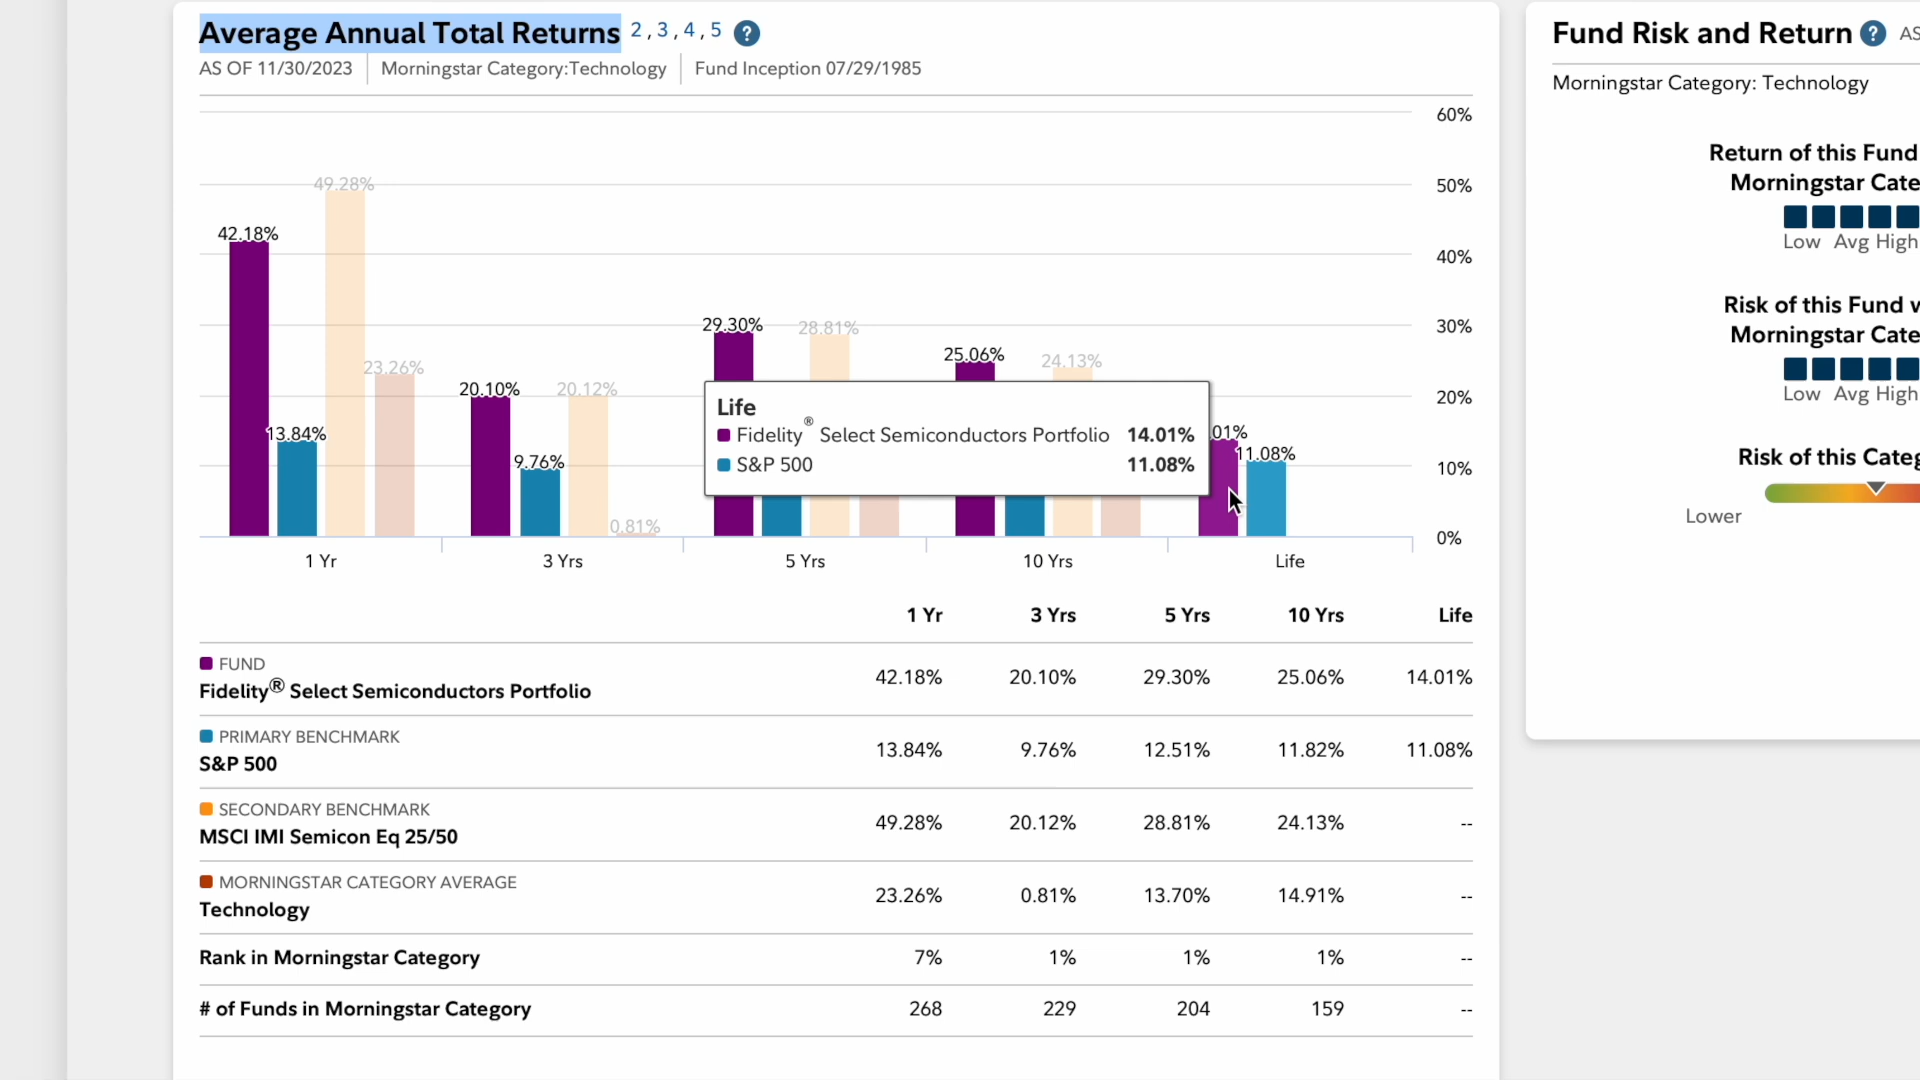 Average Annual Total Returns 2 , 3 , 4 , 5 ?
AS OF 11/30/2023 Morningstar Category:Technology Fund Inception 07/29/1985
60%
50%
40%
30%
20%
10%
0%
42.18%
13.84%
49.28%
23.26%
20.10%
9.76%
20.12%
0.81%
29.30%
28.81%
25.06%
24.13%
01%
11.08%
Life
Fidelity® Select Semiconductors Portfolio 14.01%
S&P 500 11.08%
1 Yr 3 Yrs 5 Yrs 10 Yrs Life
1 Yr 3 Yrs 5 Yrs 10 Yrs Life
FUND
Fidelity® Select Semiconductors Portfolio 42.18% 20.10% 29.30% 25.06% 14.01%
PRIMARY BENCHMARK
S&P 500 13.84% 9.76% 12.51% 11.82% 11.08%
SECONDARY BENCHMARK
MSCI IMI Semicon Eq 25/50 49.28% 20.12% 28.81% 24.13% --
MORNINGSTAR CATEGORY AVERAGE
Technology 23.26% 0.81% 13.70% 14.91% --
Rank in Morningstar Category 7% 1% 1% 1% --
# of Funds in Morningstar Category 268 229 204 159 --
Fund Risk and Return ? AS
Morningstar Category: Technology
Return of this Fund
Morningstar Cate
Low Avg High
Risk of this Fund
Morningstar Cate
Low Avg High
Risk of this Categ
Lower